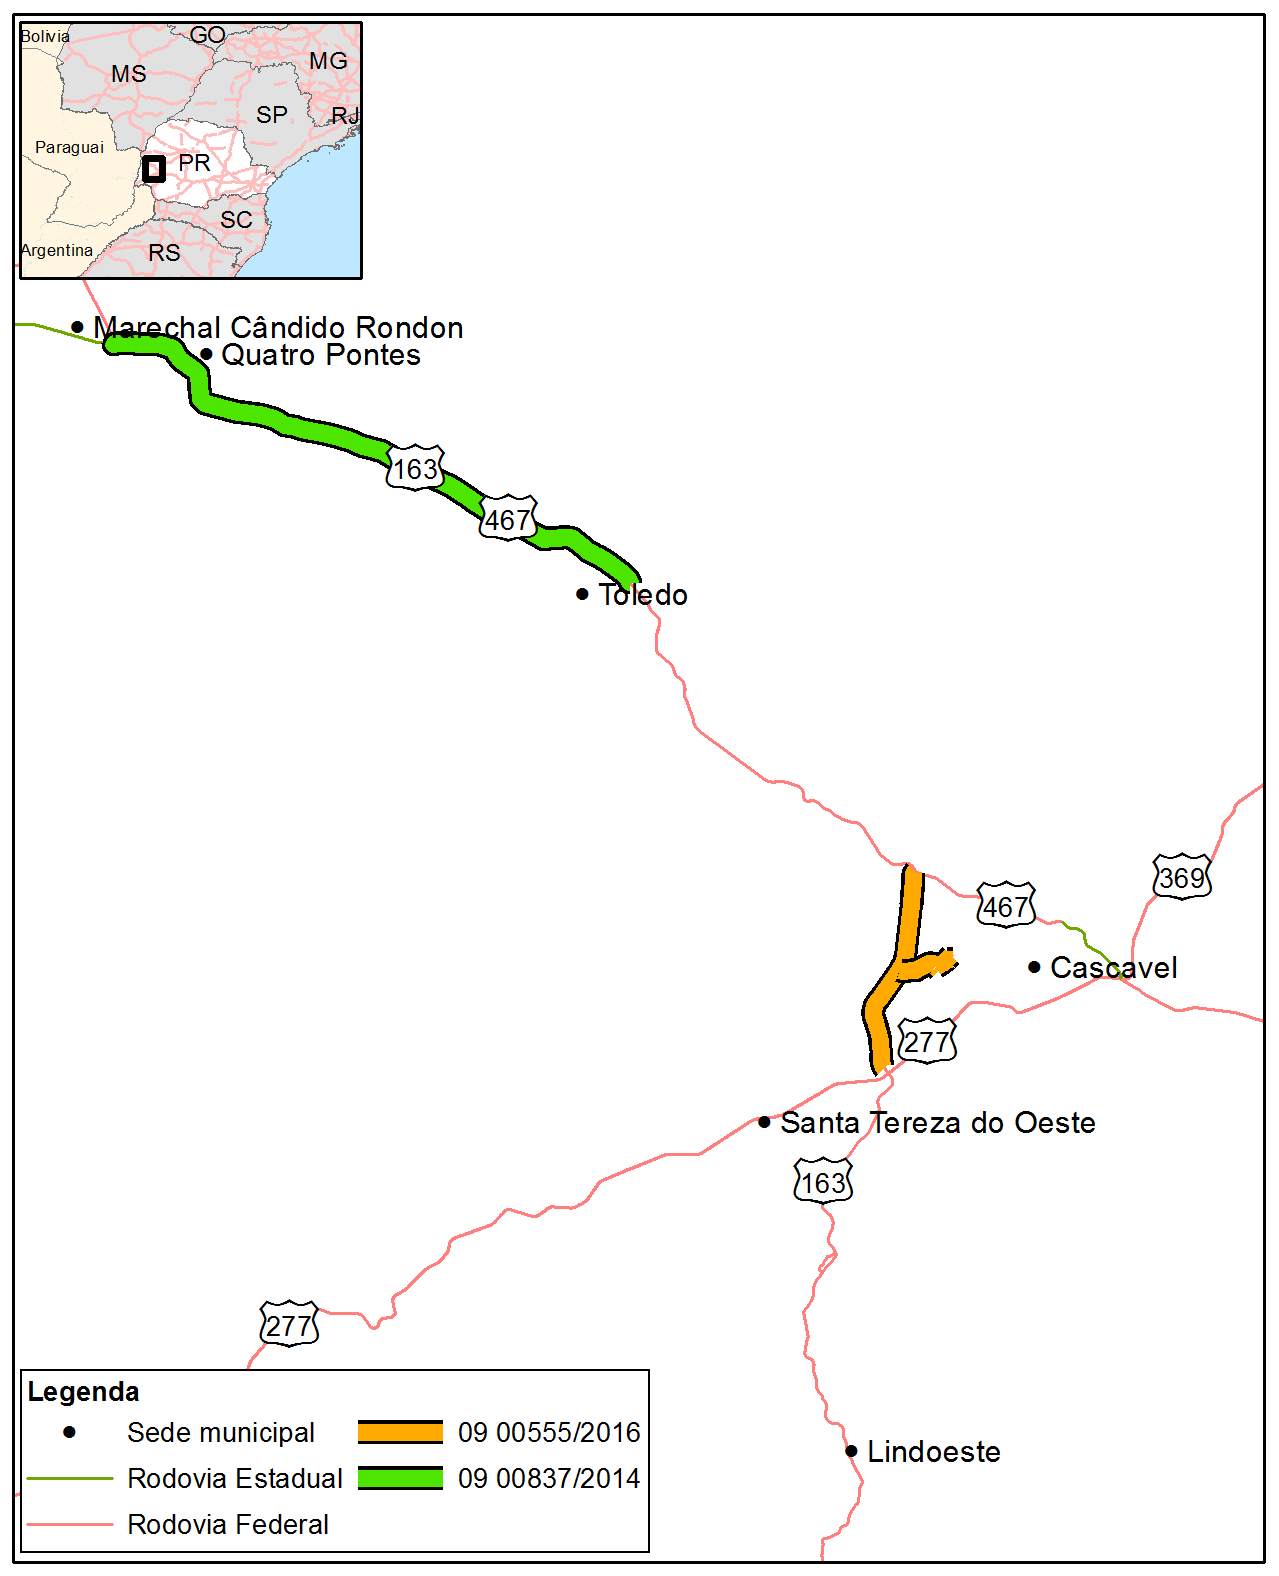 Bolivia
GO
MS
MG
SP
RJ
Paraguai
PR
SC
Argentina
RS
Marechal Cândido Rondon
Quatro Pontes
163
467
Toledo
369
467
Cascavel
277
Santa Tereza do Oeste
163
277
Lindoeste
Legenda
Sede municipal
09 00555/2016
Rodovia Estadual
09 00837/2014
Rodovia Federal